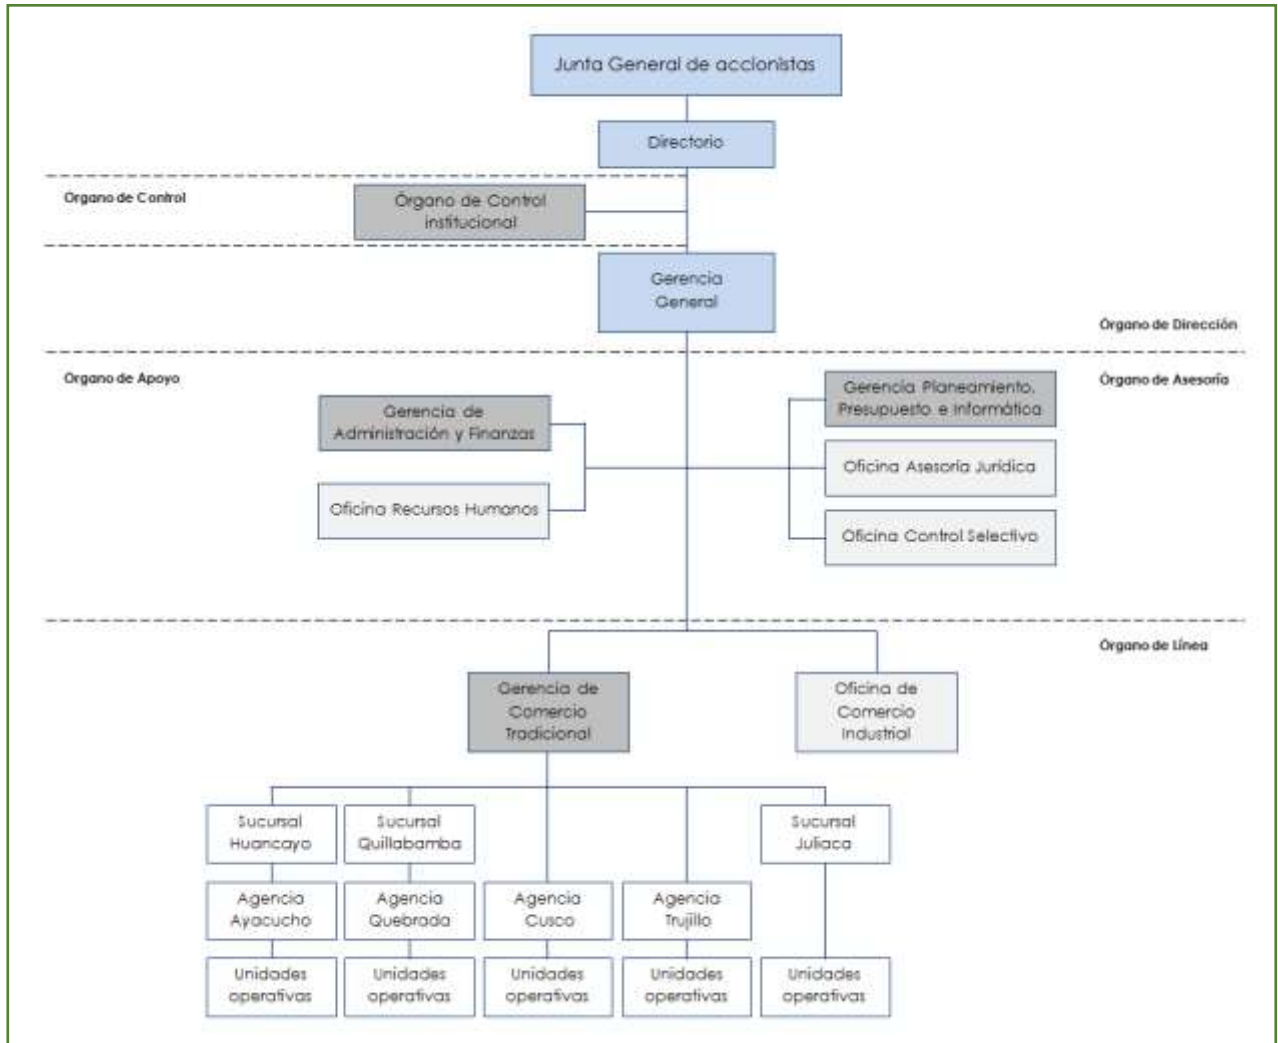 Junta General de accionistas
Directorio
Órgano de Control
Órgano de Control
institucional
Gerencia
General
Órgano de Dirección
Órgano de Apoyo
Órgano de Asesoría
Gerencia Planeamiento,
Presupuesto e Informática
Gerencia de
Administración y Finanzas
Oficina Asesoría Jurídica
Oficina Recursos Humanos
Oficina Control Selectivo
Órgano de Línea
Gerencia de
Comercio
Tradicional
Oficina de
Comercio
Industrial
Sucursal
Huancayo
Sucursal
Quillabamba
Sucursal
Juliaca
Agencia
Ayacucho
Agencia
Quebrada
Agencia
Cusco
Agencia
Trujillo
Unidades
operativas
Unidades
operativas
Unidades
operativas
Unidades
operativas
Unidades
operativas